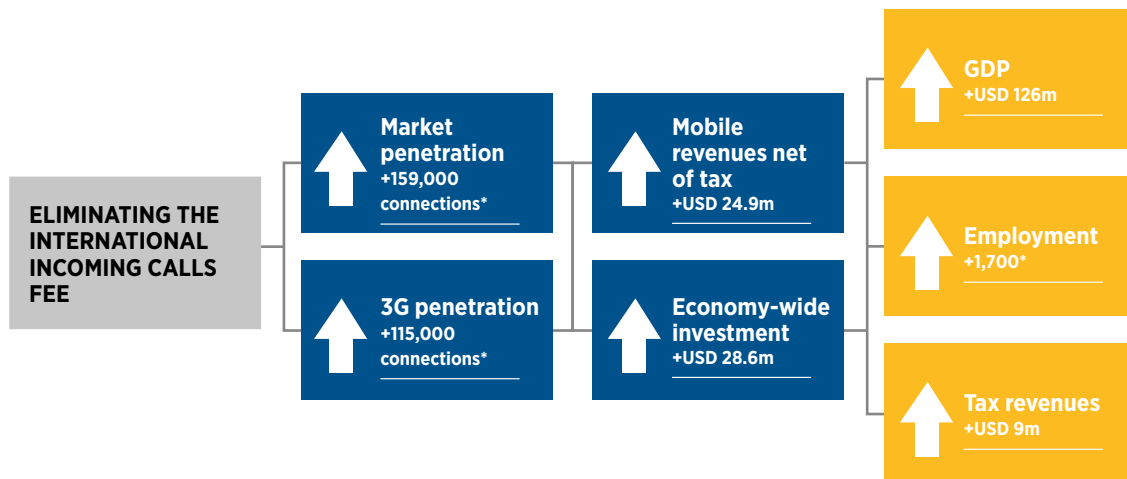 ELIMINATING THE
INTERNATIONAL
INCOMING CALLS
FEE
Market
penetration
+159,000
connections*
3G penetration
+115,000
connections*
Mobile
revenues net
of tax
+USD 24.9m
Economy-wide
investment
+USD 28.6m
GDP
+USD 126m
Employment
+1,700*
Tax revenues
+USD 9m